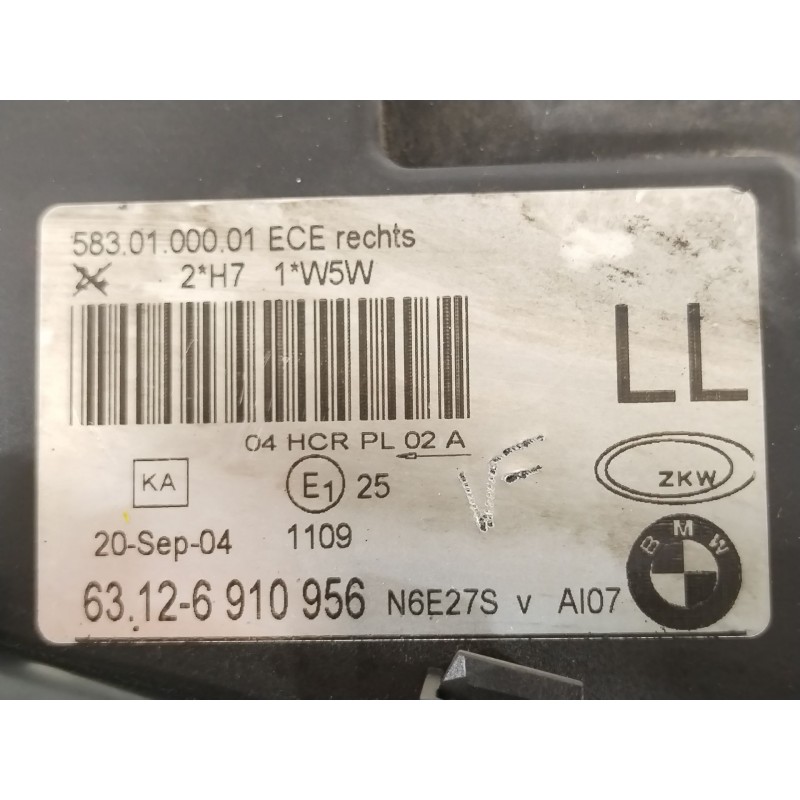 583.01.000.01 ECE rechts
2*H7 1*W5W
LL
04 HCR PL 02 A
KA E1 25
ZKW
20-Sep-04 1109
BMW
63.12-6 910 956 N6E27S v AI07